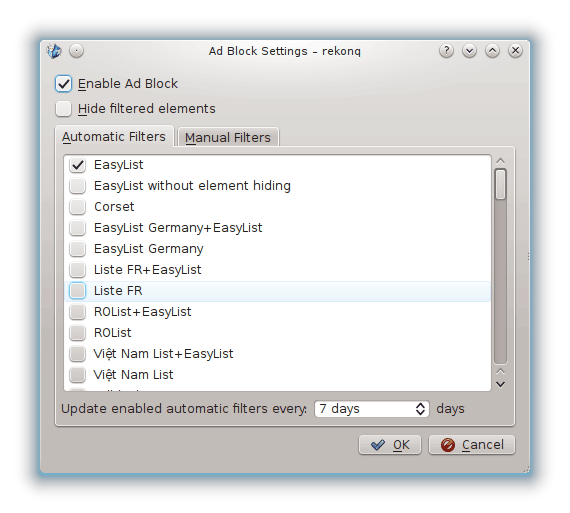 Ad Block Settings – rekonq
Enable Ad Block
Hide filtered elements
Automatic Filters Manual Filters
EasyList
EasyList without element hiding
Corset
EasyList Germany+EasyList
EasyList Germany
Liste FR+EasyList
Liste FR
ROList+EasyList
ROList
Việt Nam List+EasyList
Việt Nam List
Update enabled automatic filters every: 7 days days
OK Cancel